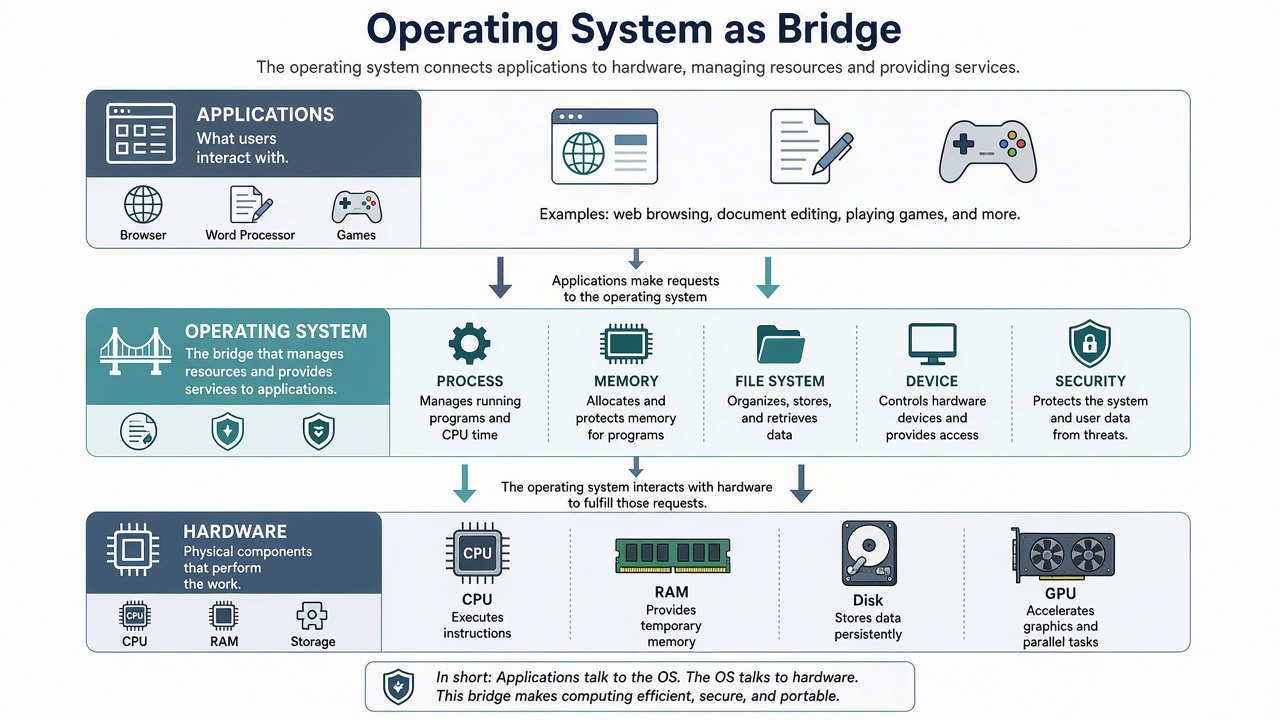 Operating System as Bridge
The operating system connects applications to hardware, managing resources and providing services.
APPLICATIONS
What users
interact with.
Browser
Word Processor
Games
Examples: web browsing, document editing, playing games, and more.
Applications make requests
to the operating system
OPERATING SYSTEM
The bridge that manages
resources and provides
services to applications.
PROCESS
Manages running
programs and
CPU time
MEMORY
Allocates and
protects memory
for programs
FILE SYSTEM
Organizes, stores,
and retrieves
data
DEVICE
Controls hardware
devices and
provides access
SECURITY
Protects the system
and user data
from threats.
The operating system interacts with hardware
to fulfill those requests.
HARDWARE
Physical components
that perform
the work.
CPU
CPU
RAM
Storage
CPU
CPU
Executes
instructions
RAM
Provides
temporary
memory
Disk
Stores data
persistently
GPU
Accelerates
graphics and
parallel tasks
In short: Applications talk to the OS. The OS talks to hardware.
This bridge makes computing efficient, secure, and portable.